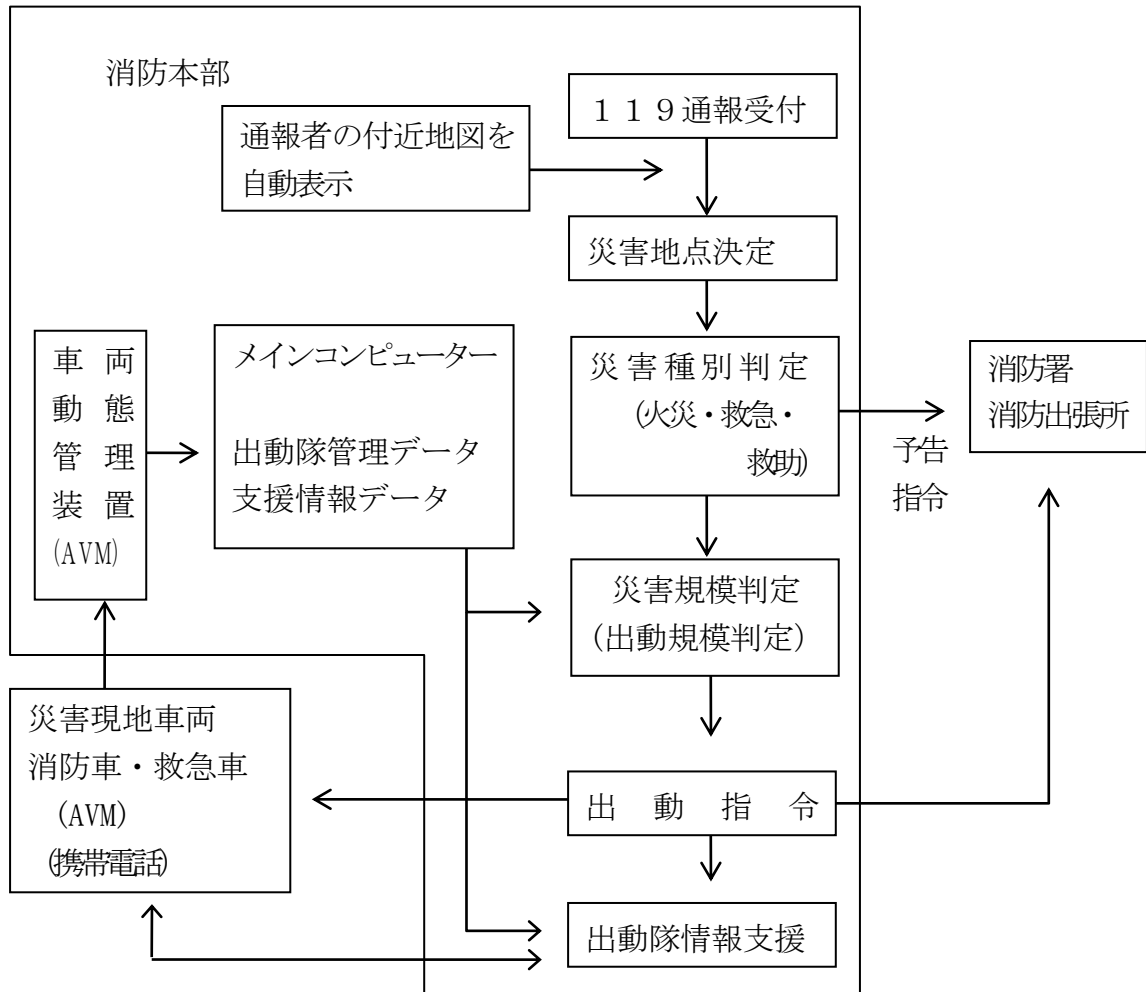 消防本部
１１９通報受付
通報者の付近地図を
自動表示
災害地点決定
車両
動態
管理
装置
(AVM)
メインコンピューター
出動隊管理データ
支援情報データ
災害種別判定
(火災・救急・
救助)
予告
指令
消防署
消防出張所
災害規模判定
(出動規模判定)
災害現地車両
消防車・救急車
(AVM)
(携帯電話)
出動指令
出動隊情報支援